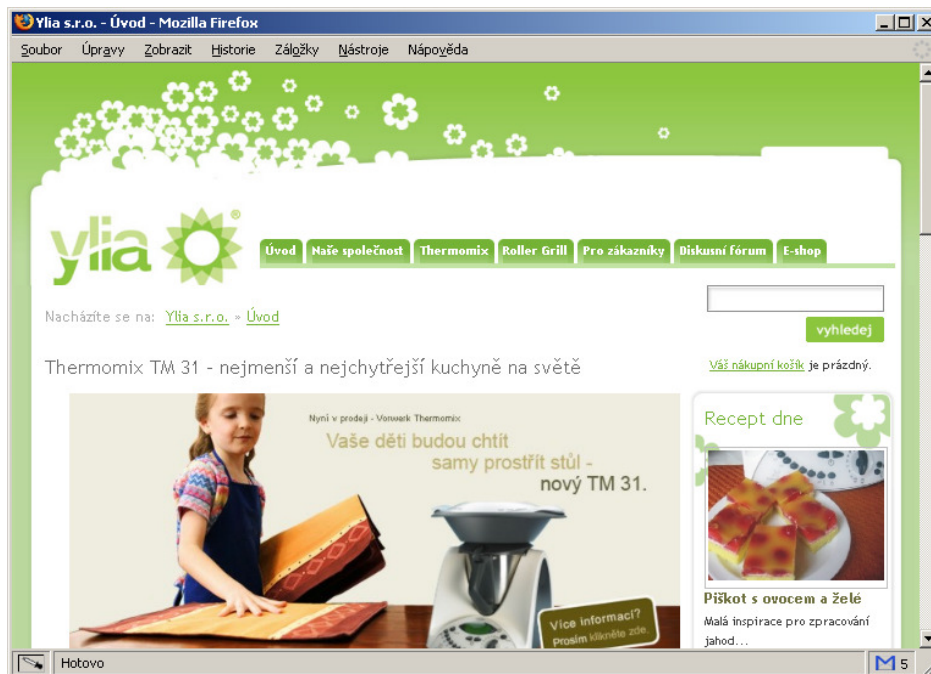 Ylia s.r.o. - Úvod - Mozilla Firefox
Soubor Úpravy Zobrazit Historie Záložky Nástroje Nápověda
ylia ®
Úvod Naše společnost Thermomix Roller Grill Pro zákazníky Diskusní fórum E-shop
Nacházíte se na: Ylia s.r.o. » Úvod
vyhledej
Thermomix TM 31 - nejmenší a nejchytřejší kuchyně na světě
Váš nákupní košík je prázdný.
Nyní v prodeji - Vorwerk Thermomix
Vaše děti budou chtít
samy prostřít stůl -
nový TM 31.
Více informací?
Prosím klikněte zde.
Recept dne
Piškot s ovocem a želé
Malá inspirace pro zpracování
jahod...
Hotovo
5